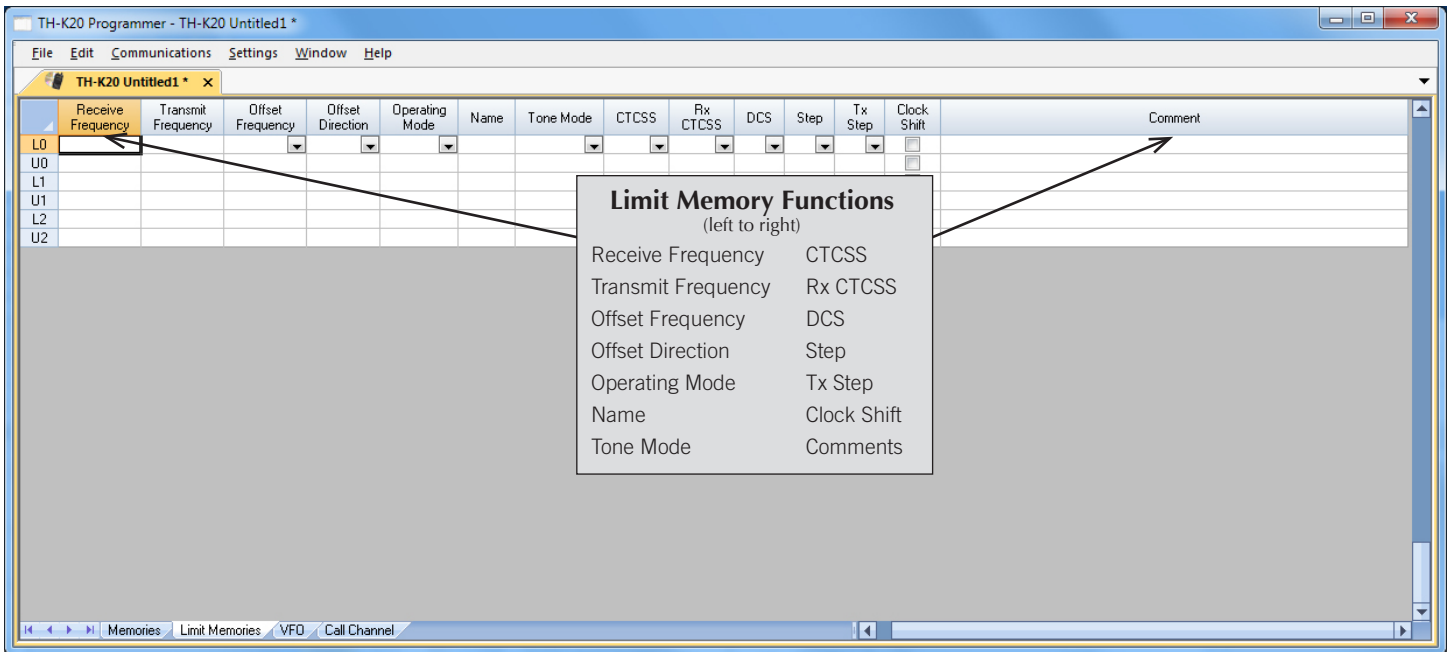 TH-K20 Programmer - TH-K20 Untitled1 *
File Edit Communications Settings Window Help
TH-K20 Untitled1 * X
Receive Frequency Transmit Frequency Offset Frequency Offset Direction Operating Mode Name Tone Mode CTCSS Rx CTCSS DCS Step Tx Step Clock Shift Comment
L0
U0
L1
U1
L2
U2
Limit Memory Functions
(left to right)
Receive Frequency CTCSS
Transmit Frequency Rx CTCSS
Offset Frequency DCS
Offset Direction Step
Operating Mode Tx Step
Name Clock Shift
Tone Mode Comments
Memories Limit Memories VFO Call Channel